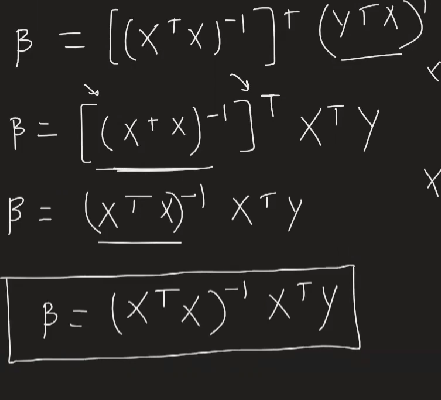 β = [(XᵀX)⁻¹]ᵀ (YᵀX)ᵀ
β = [(XᵀX)⁻¹]ᵀ XᵀY
β = (XᵀX)⁻¹ XᵀY
β = (XᵀX)⁻¹ XᵀY